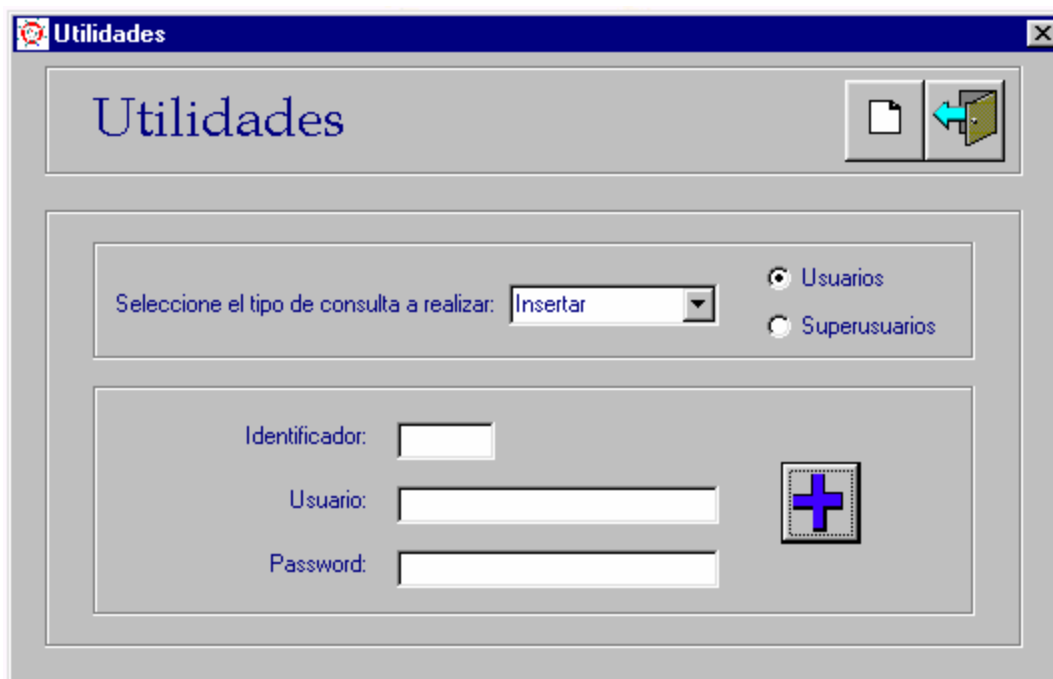 Utilidades
Utilidades
Seleccione el tipo de consulta a realizar: Insertar
Usuarios
Superusuarios
Identificador:
Usuario:
Password: